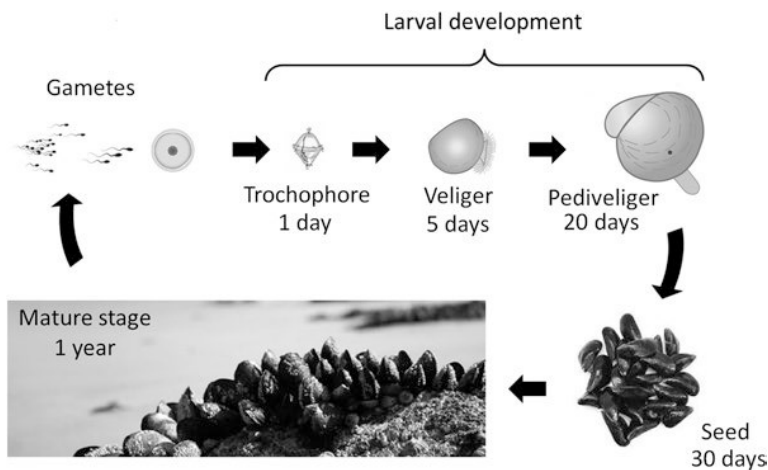 Larval development
Gametes
Trochophore
1 day
Veliger
5 days
Pediveliger
20 days
Mature stage
1 year
Seed
30 days